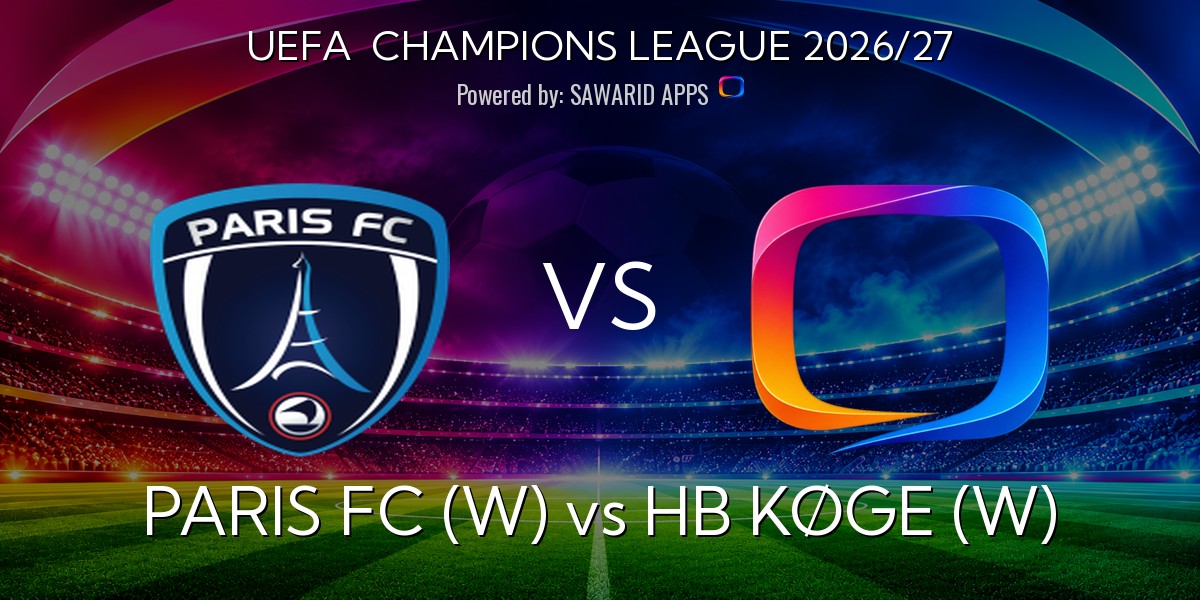 UEFA CHAMPIONS LEAGUE 2026/27
Powered by: SAWARID APPS
PARIS FC
VS
PARIS FC (W) vs HB KØGE (W)